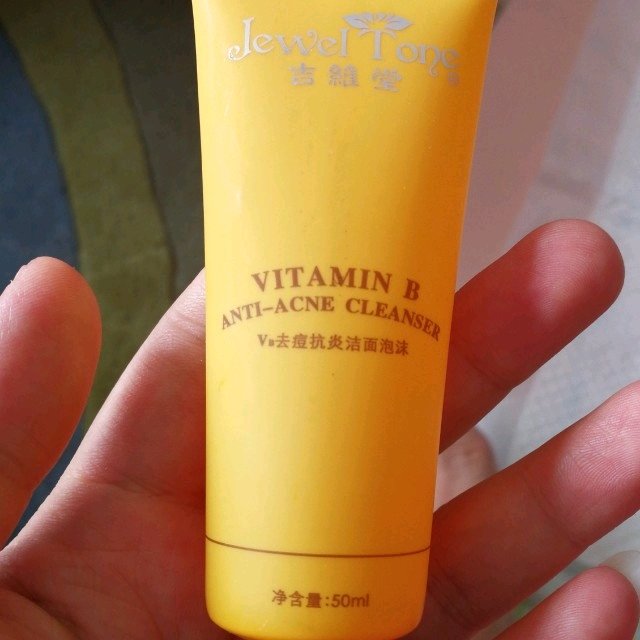 Jewel Tone
吉維堂
VITAMIN B
ANTI-ACNE CLEANSER
VB去痘抗炎洁面泡沫
净含量:50ml